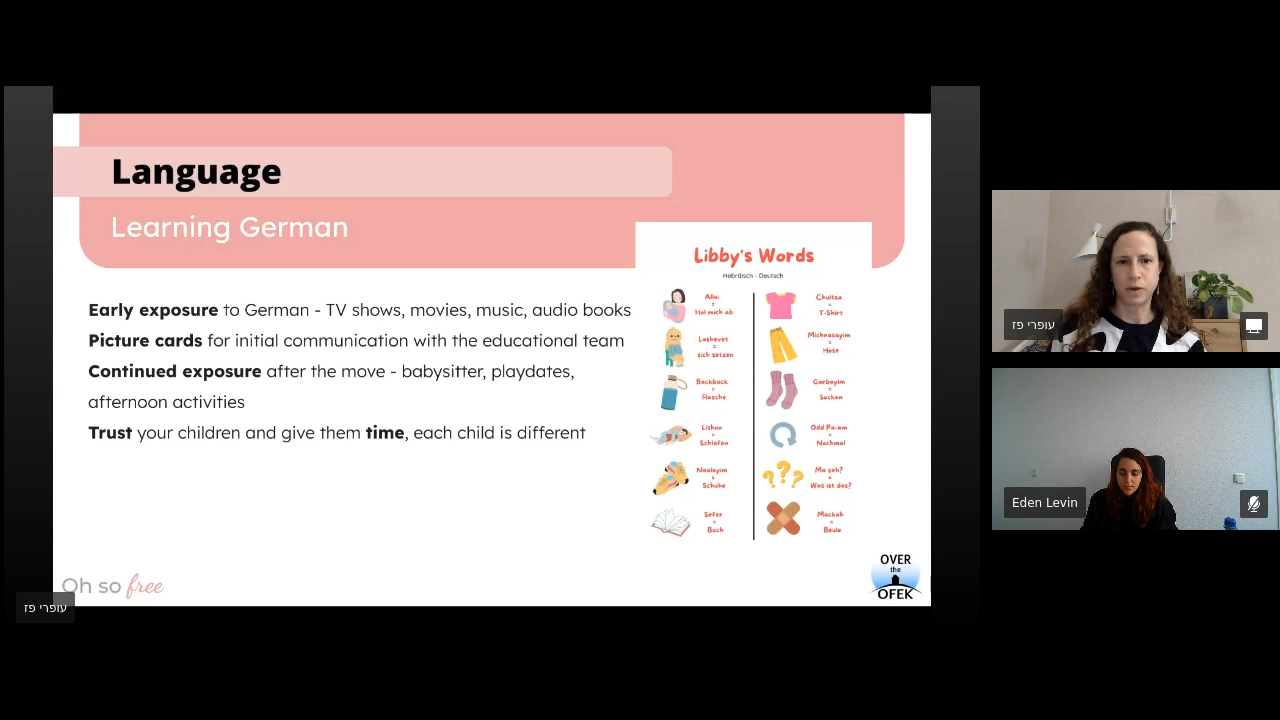 Language
Learning German
Early exposure to German - TV shows, movies, music, audio books
Picture cards for initial communication with the educational team
Continued exposure after the move - babysitter, playdates,
afternoon activities
Trust your children and give them time, each child is different
Libby's Words
Hebräisch - Deutsch
=
Hol mich ab
Lashevet
=
sich setzen
Backbuck
=
Flasche
Lishon
=
Schlafen
Naalayim
=
Schuhe
Sefer
=
Buch
Chultsa
=
T-Shirt
Michnasayim
=
Hose
Garbayim
=
Socken
Odd Pa-am
=
Nochmal
Ma zeh?
=
Was ist das?
Mackah
=
Beule
Oh so free
OVER
the
OFEK
עופרי פז
עופרי פז
Eden Levin